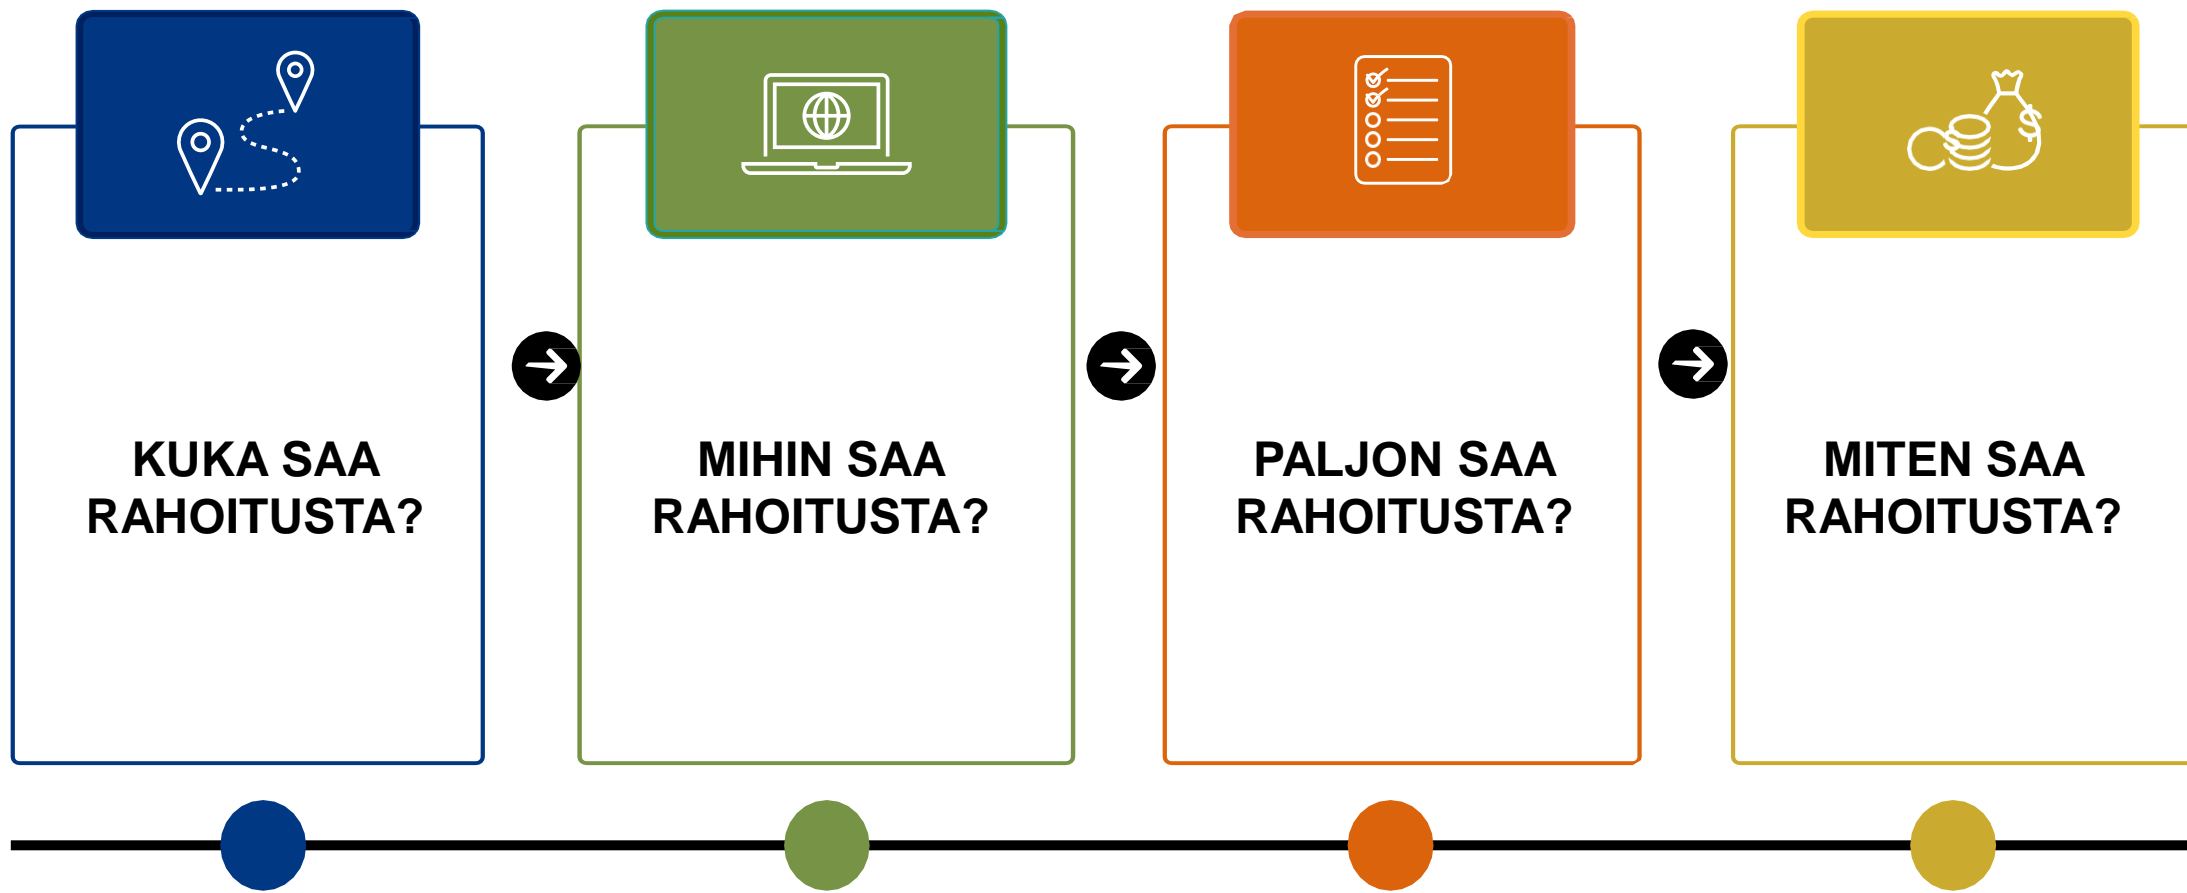 KUKA SAA
RAHOITUSTA?
MIHIN SAA
RAHOITUSTA?
PALJON SAA
RAHOITUSTA?
MITEN SAA
RAHOITUSTA?